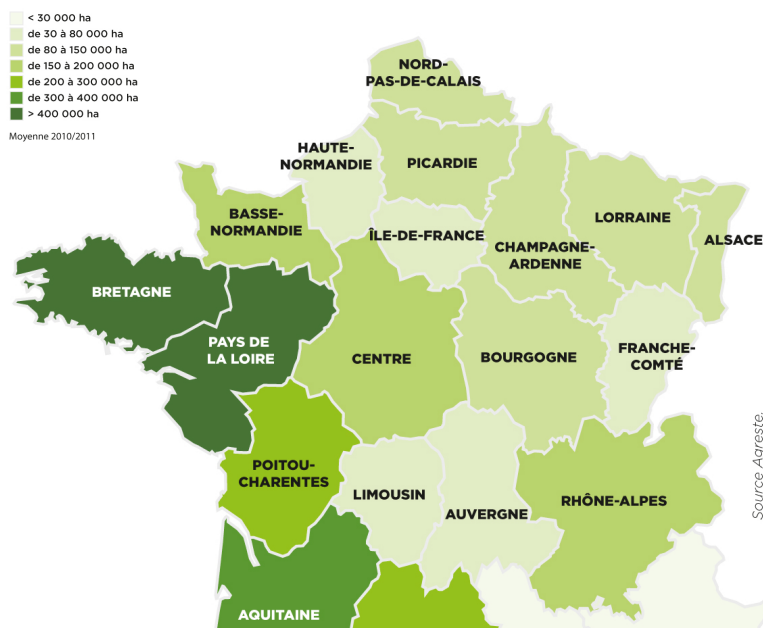 < 30 000 ha
de 30 à 80 000 ha
de 80 à 150 000 ha
de 150 à 200 000 ha
de 200 à 300 000 ha
de 300 à 400 000 ha
> 400 000 ha
Moyenne 2010/2011
NORD-
PAS-DE-CALAIS
HAUTE-
NORMANDIE
PICARDIE
BASSE-
NORMANDIE
ÎLE-DE-FRANCE
CHAMPAGNE-
ARDENNE
LORRAINE
ALSACE
BRETAGNE
PAYS DE
LA LOIRE
CENTRE
BOURGOGNE
FRANCHE-
COMTÉ
POITOU-
CHARENTES
LIMOUSIN
AUVERGNE
RHÔNE-ALPES
AQUITAINE
Source Agreste.